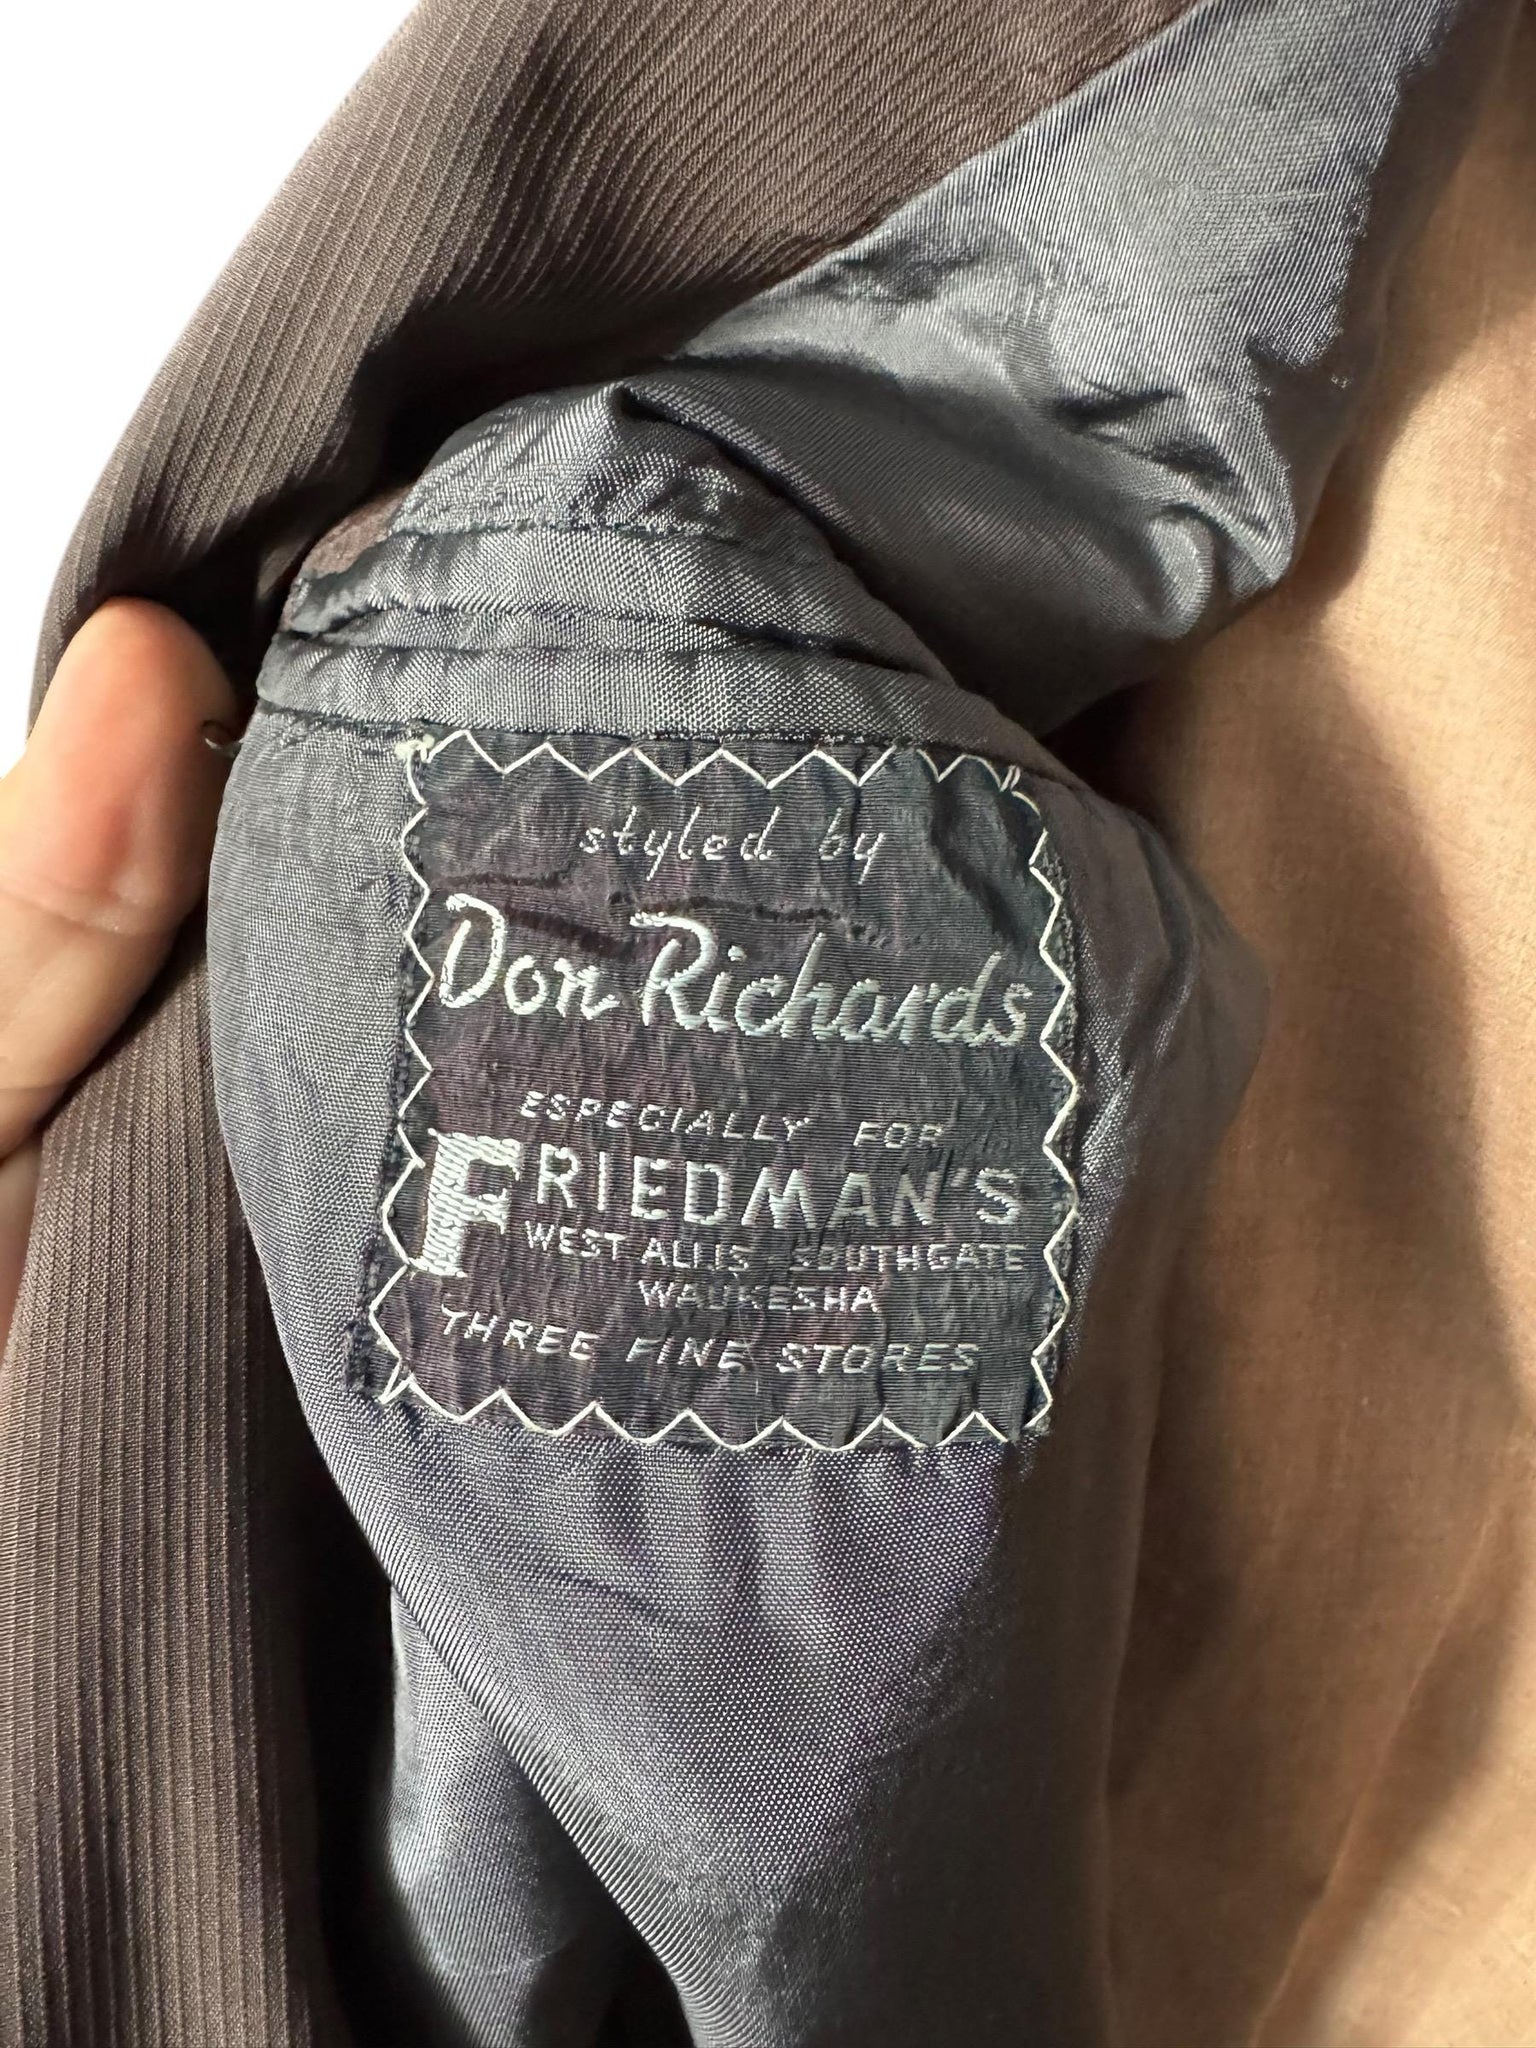 styled by
Don Richards
ESPECIALLY FOR
FRIEDMAN'S
WEST ALLIS SOUTHGATE
WAUKESHA
THREE FINE STORES